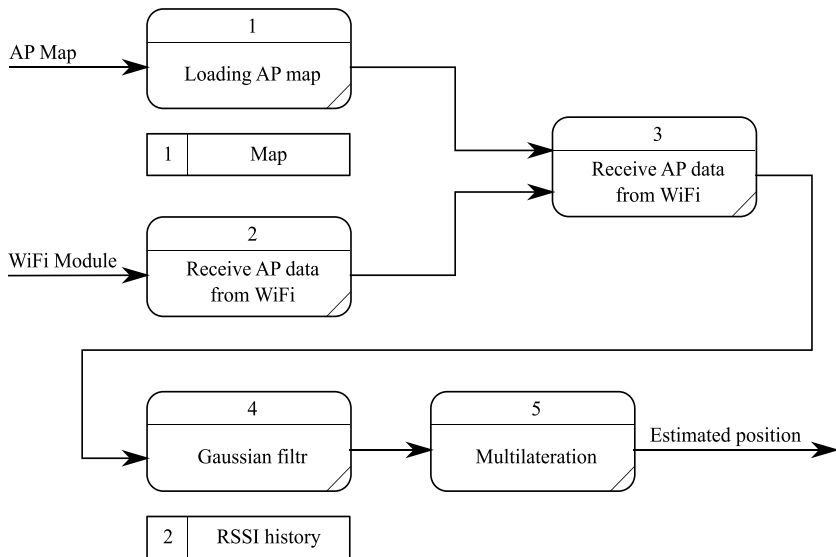 1
AP Map
Loading AP map
1 Map
3
Receive AP data
from WiFi
2
WiFi Module
Receive AP data
from WiFi
4
Gaussian filtr
5
Multilateration
Estimated position
2 RSSI history